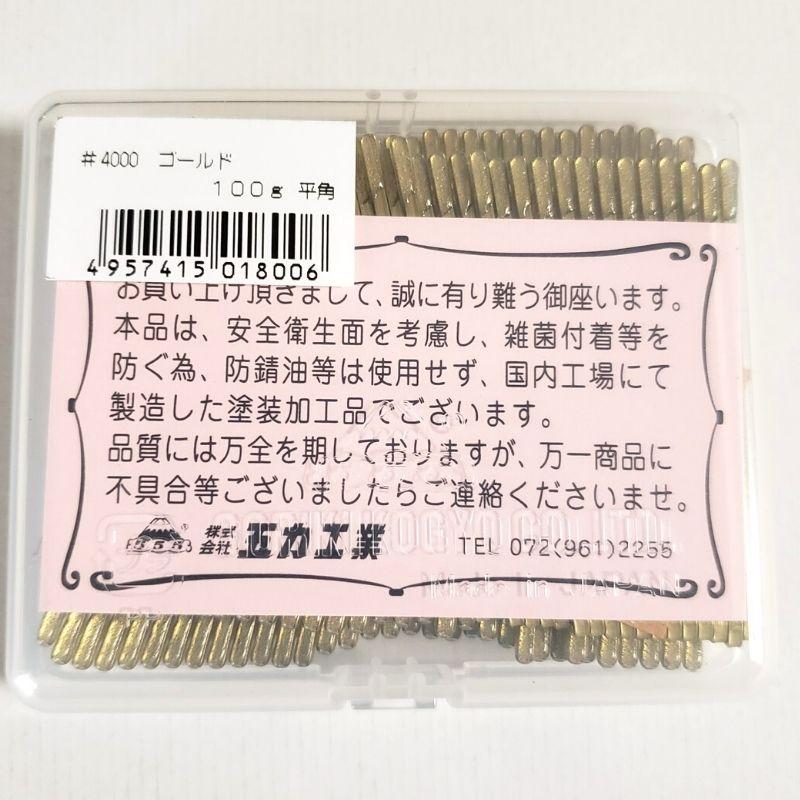 #4000 ゴールド
100g 平角
4957415 018006
お買い上げ頂きまして、誠に有り難う御座います。
本品は、安全衛生面を考慮し、雑菌付着等を
防ぐ為、防錆油等は使用せず、国内工場にて
製造した塗装加工品でございます。
品質には万全を期しておりますが、万一商品に
不具合等ございましたらご連絡くださいませ。
株式会社 五力工業 TEL 072(961)2255
GORIKI KOGYO CO.,LTD.
Made in JAPAN